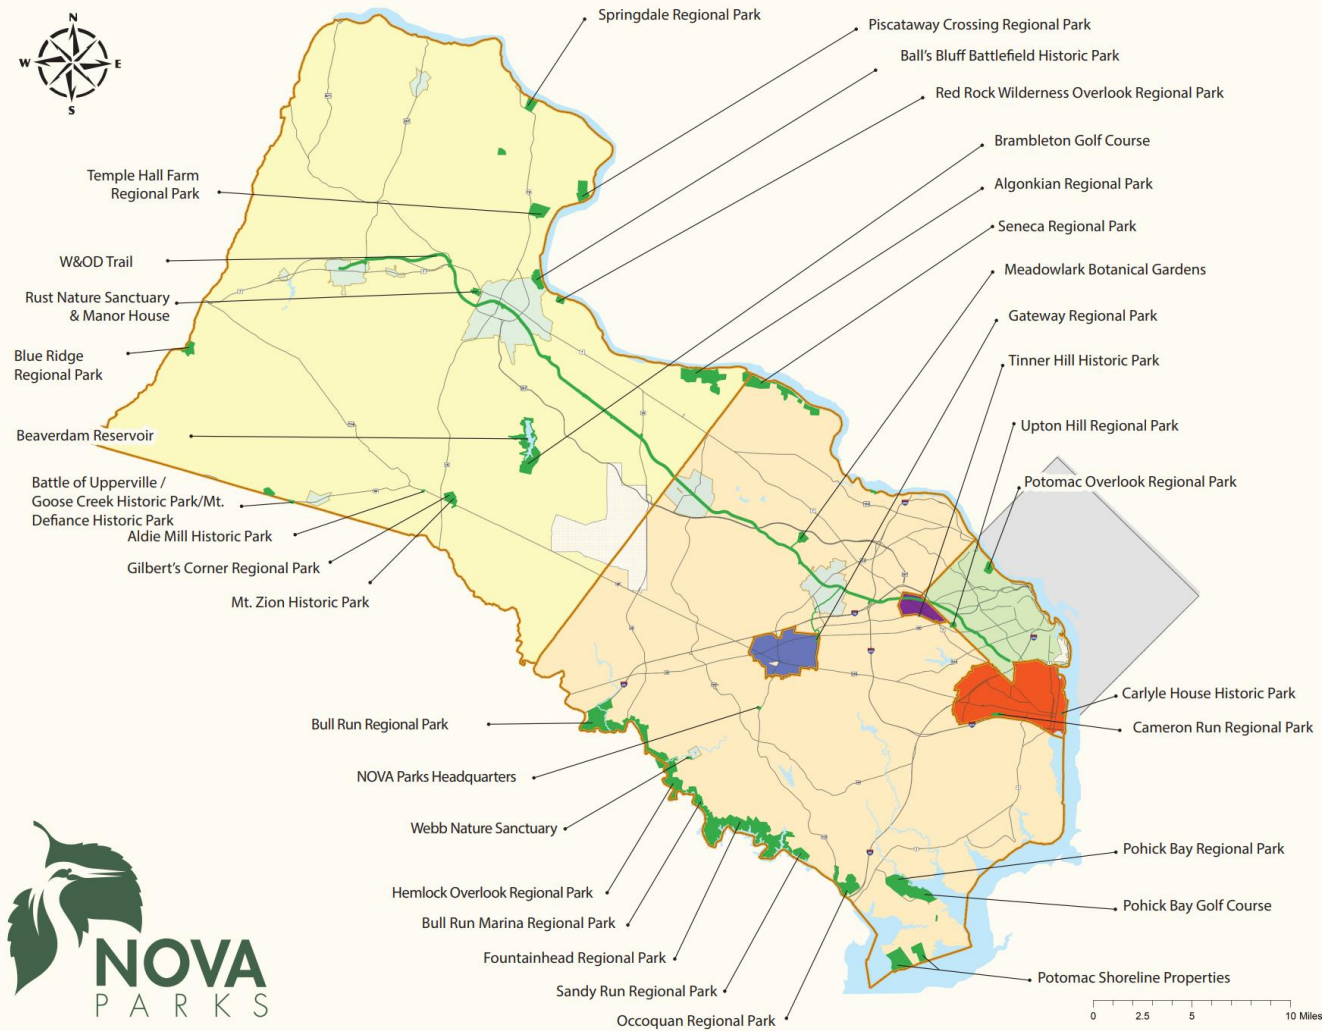 N
W
E
S
Springdale Regional Park
Piscataway Crossing Regional Park
Ball's Bluff Battlefield Historic Park
Red Rock Wilderness Overlook Regional Park
Brambleton Golf Course
Algonkian Regional Park
Seneca Regional Park
Meadowlark Botanical Gardens
Gateway Regional Park
Tinner Hill Historic Park
Upton Hill Regional Park
Potomac Overlook Regional Park
Carlyle House Historic Park
Cameron Run Regional Park
Pohick Bay Regional Park
Pohick Bay Golf Course
Potomac Shoreline Properties
Temple Hall Farm
Regional Park
W&OD Trail
Rust Nature Sanctuary
& Manor House
Blue Ridge
Regional Park
Beaverdam Reservoir
Battle of Upperville /
Goose Creek Historic Park/Mt.
Defiance Historic Park
Aldie Mill Historic Park
Gilbert's Corner Regional Park
Mt. Zion Historic Park
Bull Run Regional Park
NOVA Parks Headquarters
Webb Nature Sanctuary
Hemlock Overlook Regional Park
Bull Run Marina Regional Park
Fountainhead Regional Park
Sandy Run Regional Park
Occoquan Regional Park
NOVA
PARKS
0 2.5 5 10 Miles